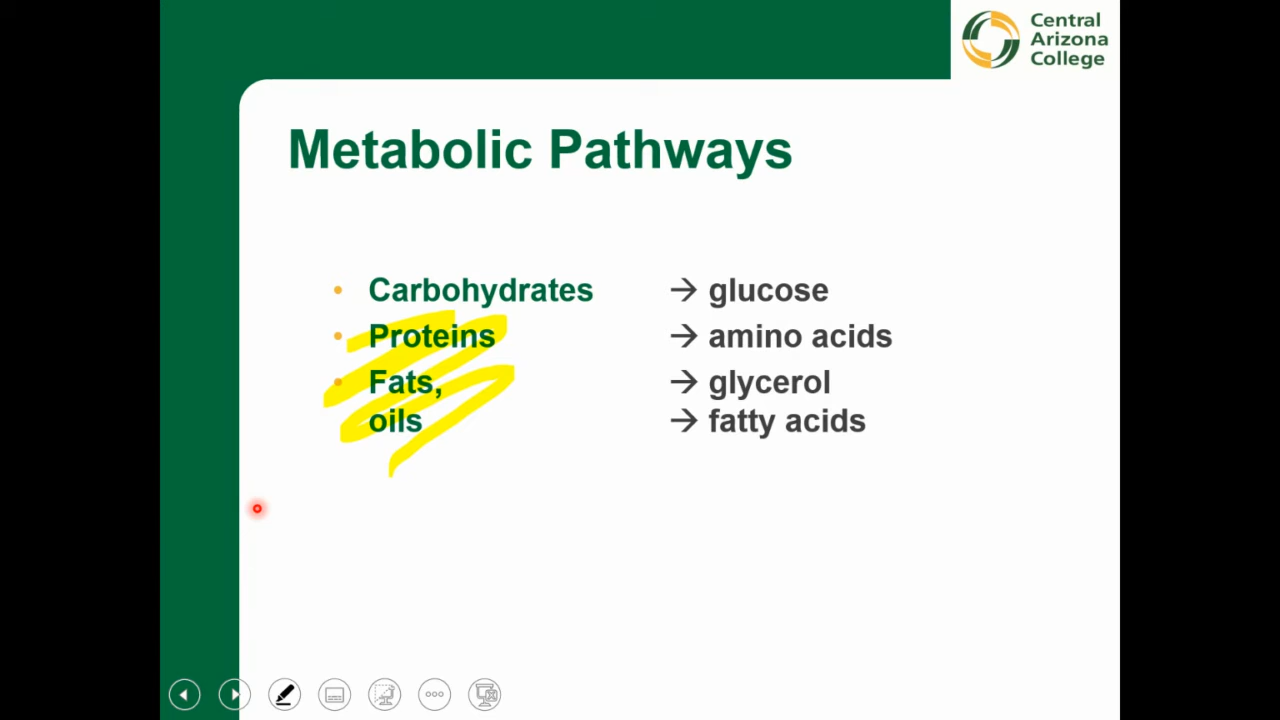 Central
Arizona
College
Metabolic Pathways
• Carbohydrates → glucose
• Proteins → amino acids
• Fats, → glycerol
oils → fatty acids